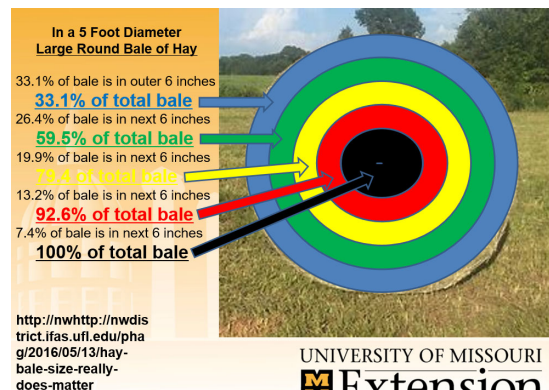 In a 5 Foot Diameter
Large Round Bale of Hay
33.1% of bale is in outer 6 inches
33.1% of total bale
26.4% of bale is in next 6 inches
59.5% of total bale
19.9% of bale is in next 6 inches
79.4 of total bale
13.2% of bale is in next 6 inches
92.6% of total bale
7.4% of bale is in next 6 inches
100% of total bale
http://nwhttp://nwdis
trict.ifas.ufl.edu/pha
g/2016/05/13/hay-
bale-size-really-
does-matter
UNIVERSITY OF MISSOURI
M Extension